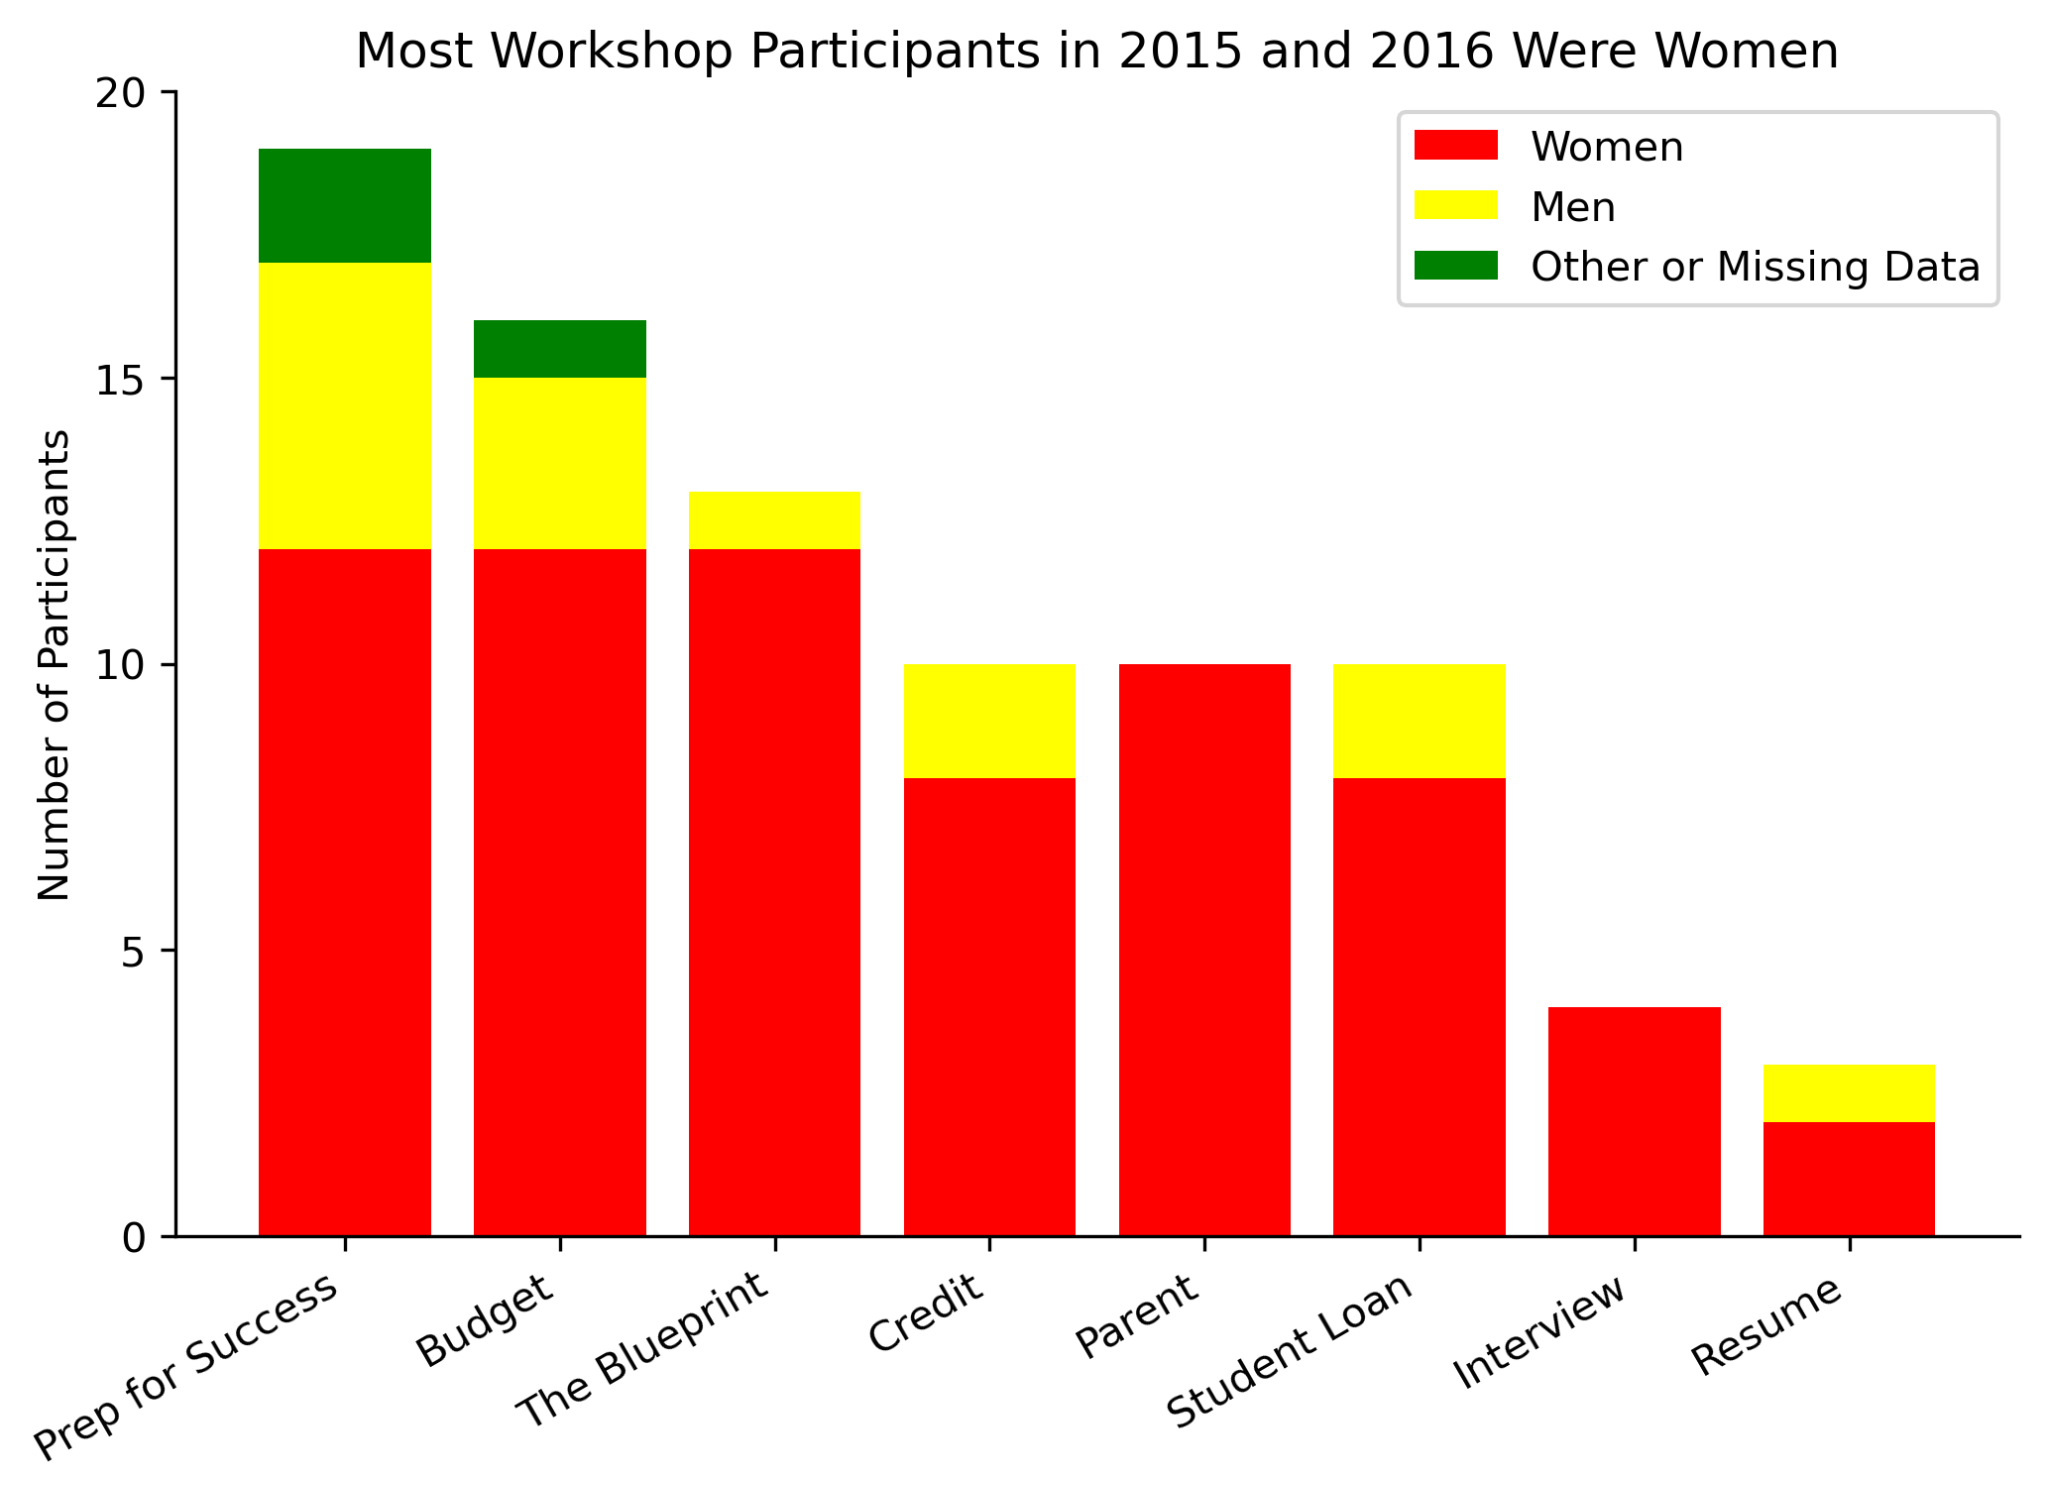 Most Workshop Participants in 2015 and 2016 Were Women
Women
Men
Other or Missing Data
Number of Participants
20
15
10
5
0
Prep for Success
Budget
The Blueprint
Credit
Parent
Student Loan
Interview
Resume